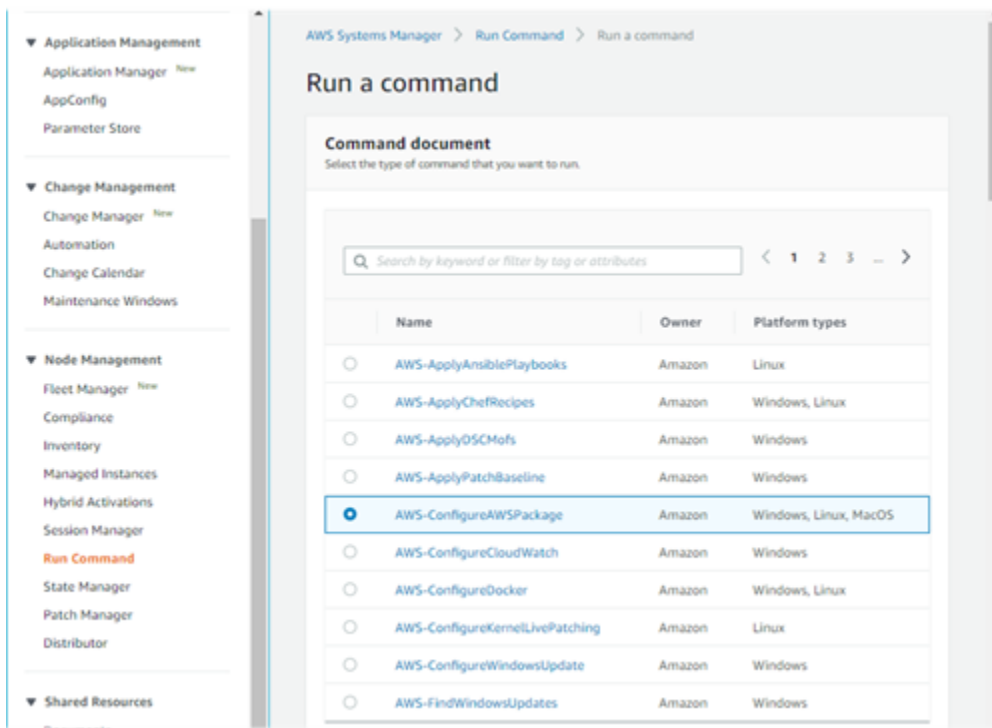 Application Management
Application Manager New
AppConfig
Parameter Store
Change Management
Change Manager New
Automation
Change Calendar
Maintenance Windows
Node Management
Fleet Manager New
Compliance
Inventory
Managed Instances
Hybrid Activations
Session Manager
Run Command
State Manager
Patch Manager
Distributor
Shared Resources
AWS Systems Manager > Run Command > Run a command
Run a command
Command document
Select the type of command that you want to run.
Search by keyword or filter by tag or attributes
< 1 2 3 ... >
Name Owner Platform types
AWS-ApplyAnsiblePlaybooks Amazon Linux
AWS-ApplyChefRecipes Amazon Windows, Linux
AWS-ApplyDSCMofs Amazon Windows
AWS-ApplyPatchBaseline Amazon Windows
AWS-ConfigureAWSPackage Amazon Windows, Linux, MacOS
AWS-ConfigureCloudWatch Amazon Windows
AWS-ConfigureDocker Amazon Windows, Linux
AWS-ConfigureKernelLivePatching Amazon Linux
AWS-ConfigureWindowsUpdate Amazon Windows
AWS-FindWindowsUpdates Amazon Windows